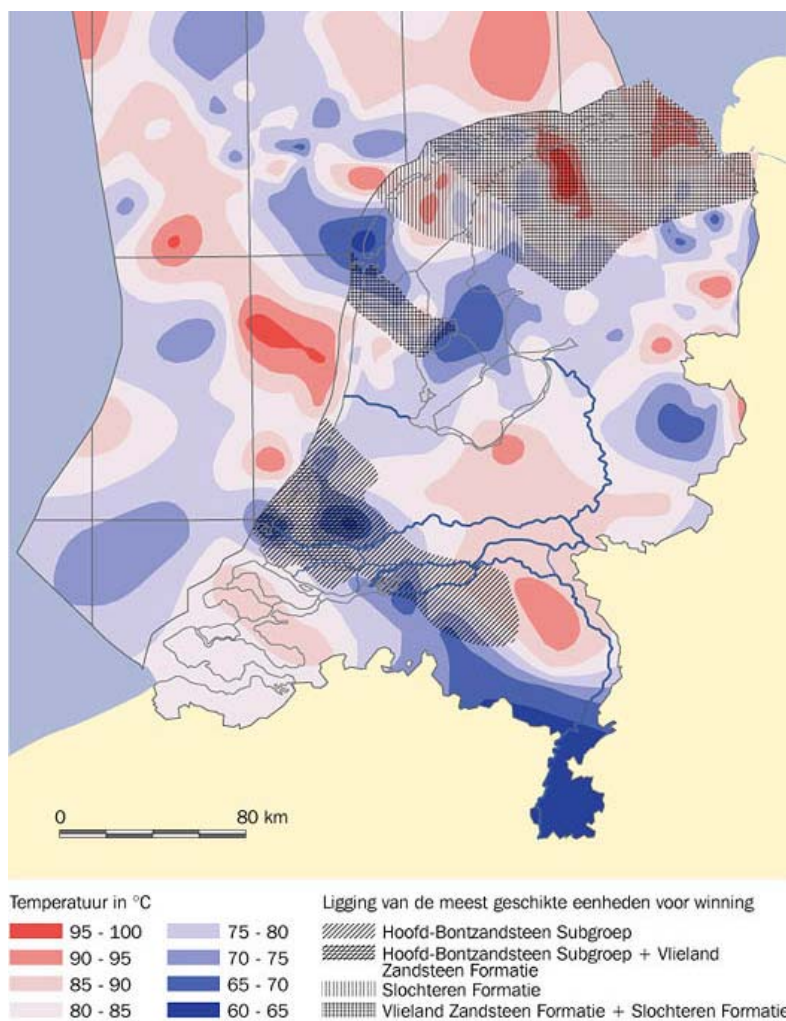 0 80 km
Temperatuur in °C
95 - 100
90 - 95
85 - 90
80 - 85
75 - 80
70 - 75
65 - 70
60 - 65
Ligging van de meest geschikte eenheden voor winning
Hoofd-Bontzandsteen Subgroep
Hoofd-Bontzandsteen Subgroep + Vlieland
Zandsteen Formatie
Slochteren Formatie
Vlieland Zandsteen Formatie + Slochteren Formatie